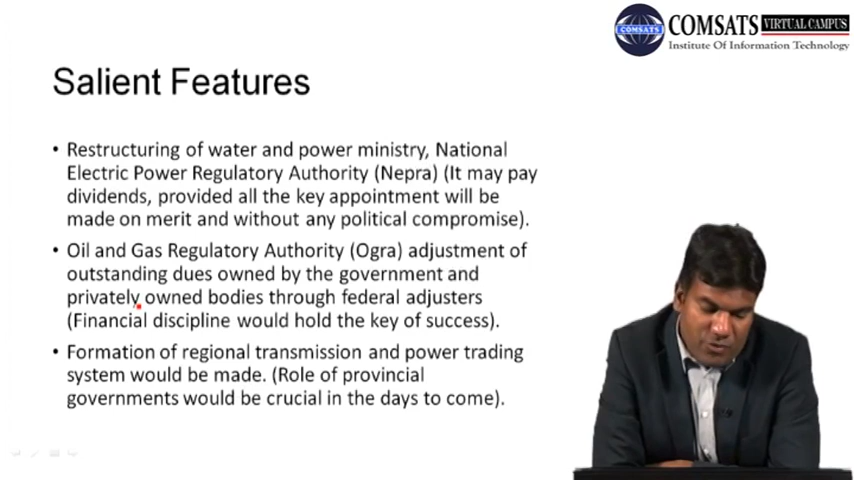 COMSATS
COMSATS VIRTUAL CAMPUS
Institute Of Information Technology
Salient Features
• Restructuring of water and power ministry, National
Electric Power Regulatory Authority (Nepra) (It may pay
dividends, provided all the key appointment will be
made on merit and without any political compromise).
• Oil and Gas Regulatory Authority (Ogra) adjustment of
outstanding dues owned by the government and
privately owned bodies through federal adjusters
(Financial discipline would hold the key of success).
• Formation of regional transmission and power trading
system would be made. (Role of provincial
governments would be crucial in the days to come).